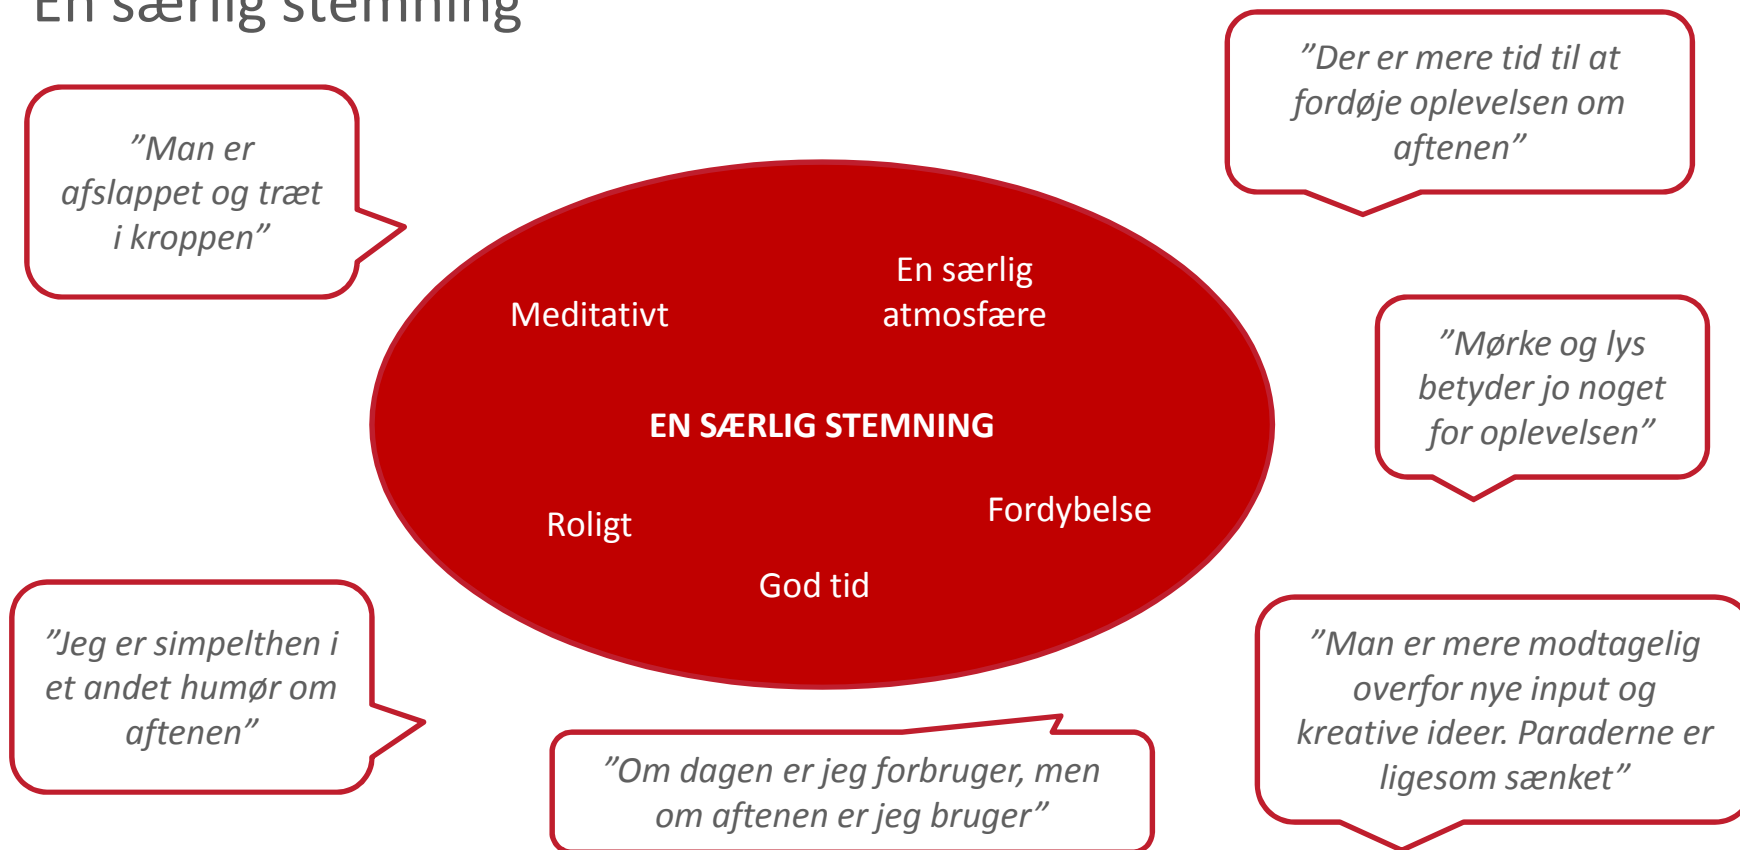 En særlig stemning
”Man er
afslappet og træt
i kroppen”
”Der er mere tid til at
fordøje oplevelsen om
aftenen”
Meditativt
En særlig
atmosfære
”Mørke og lys
betyder jo noget
for oplevelsen”
EN SÆRLIG STEMNING
Roligt
Fordybelse
God tid
”Jeg er simpelthen i
et andet humør om
aftenen”
”Om dagen er jeg forbruger, men
om aftenen er jeg bruger”
”Man er mere modtagelig
overfor nye input og
kreative ideer. Paraderne er
ligesom sænket”